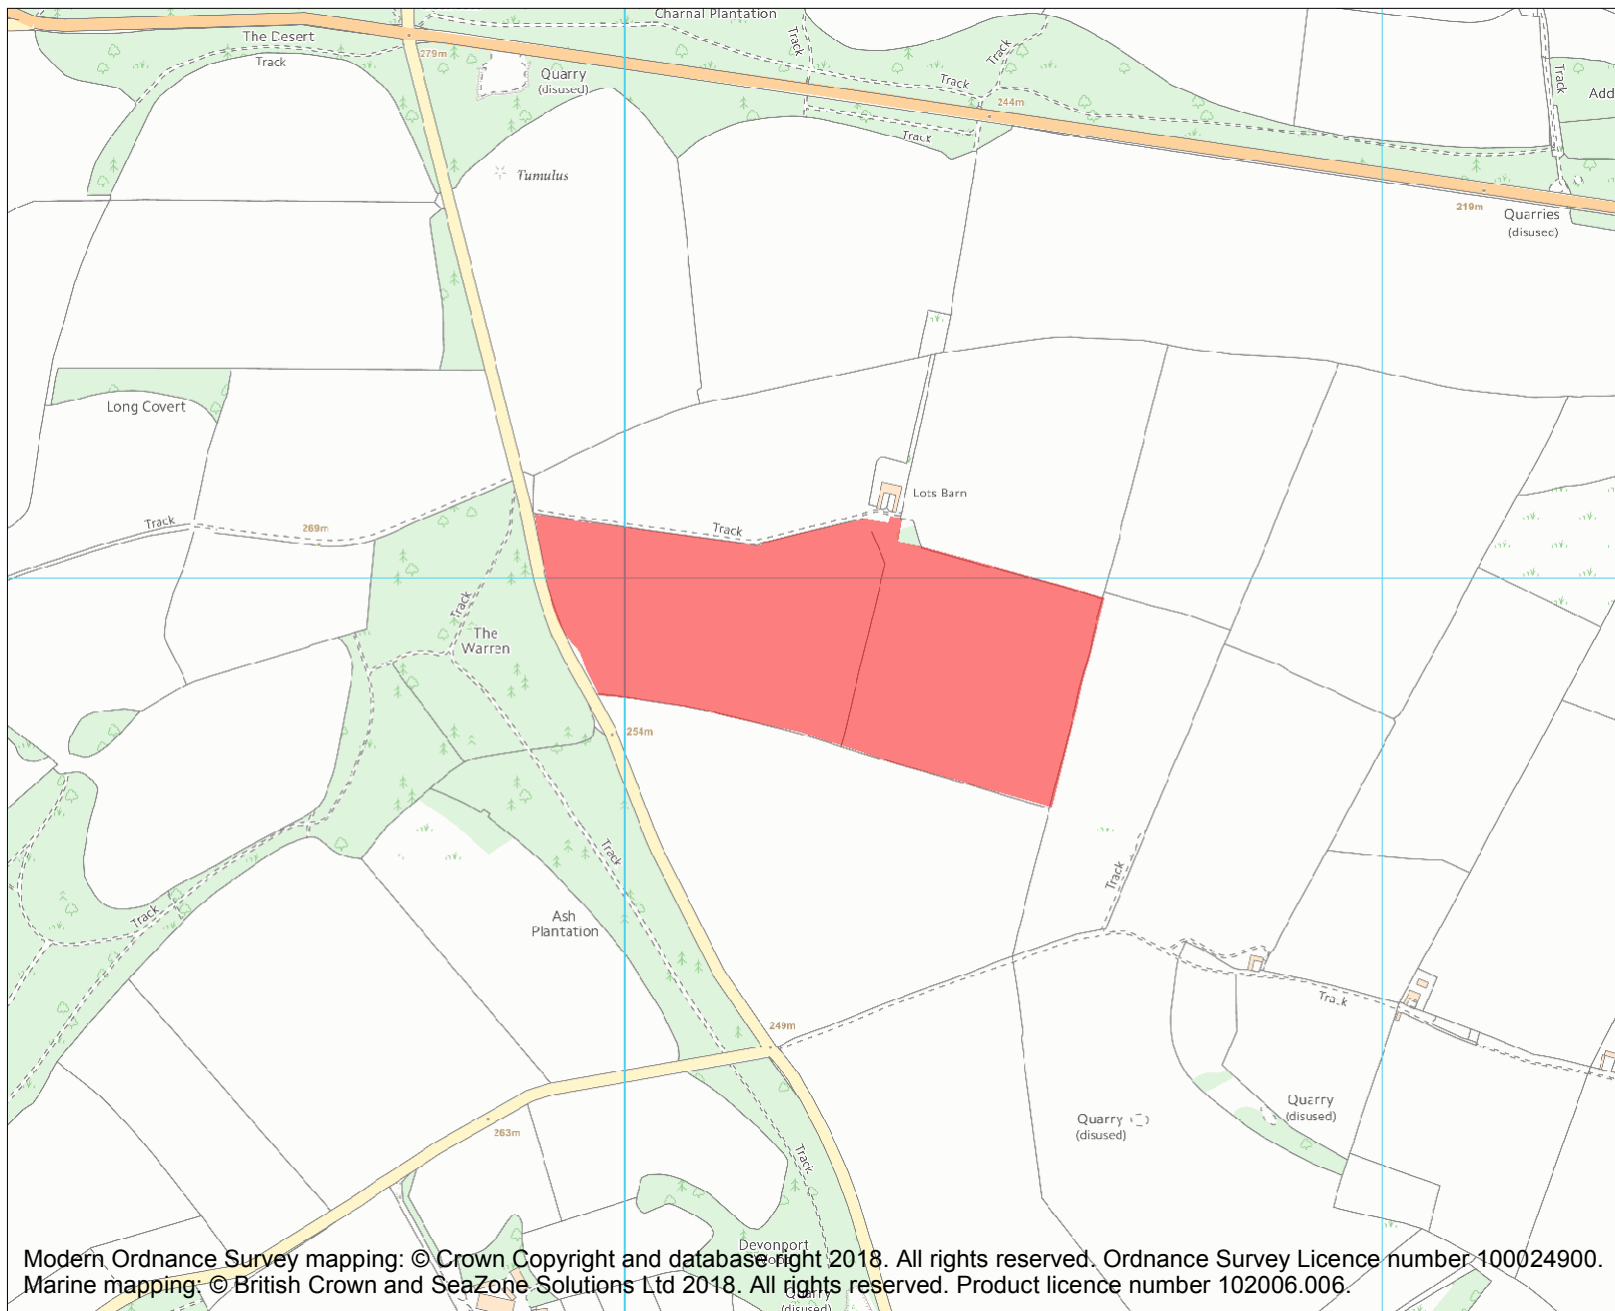 Charnal Plantation
The Desert
Track
279m
Quarry
(disused)
Track
Track
Track
244m
Track
Track
Add
Tumulus
219m
Quarries
(disused)
Long Covert
Lots Barn
Track
269m
Track
Track
The
Warren
254m
Track
Track
Track
Ash
Plantation
Track
249m
Quarry
(disused)
Quarry
(disused)
263m
Track
Devonport
Wood
Modern Ordnance Survey mapping: © Crown Copyright and database right 2018. All rights reserved. Ordnance Survey Licence number 100024900.
Marine mapping: © British Crown and SeaZone Solutions Ltd 2018. All rights reserved. Product licence number 102006.006.
Quarry
(disused)